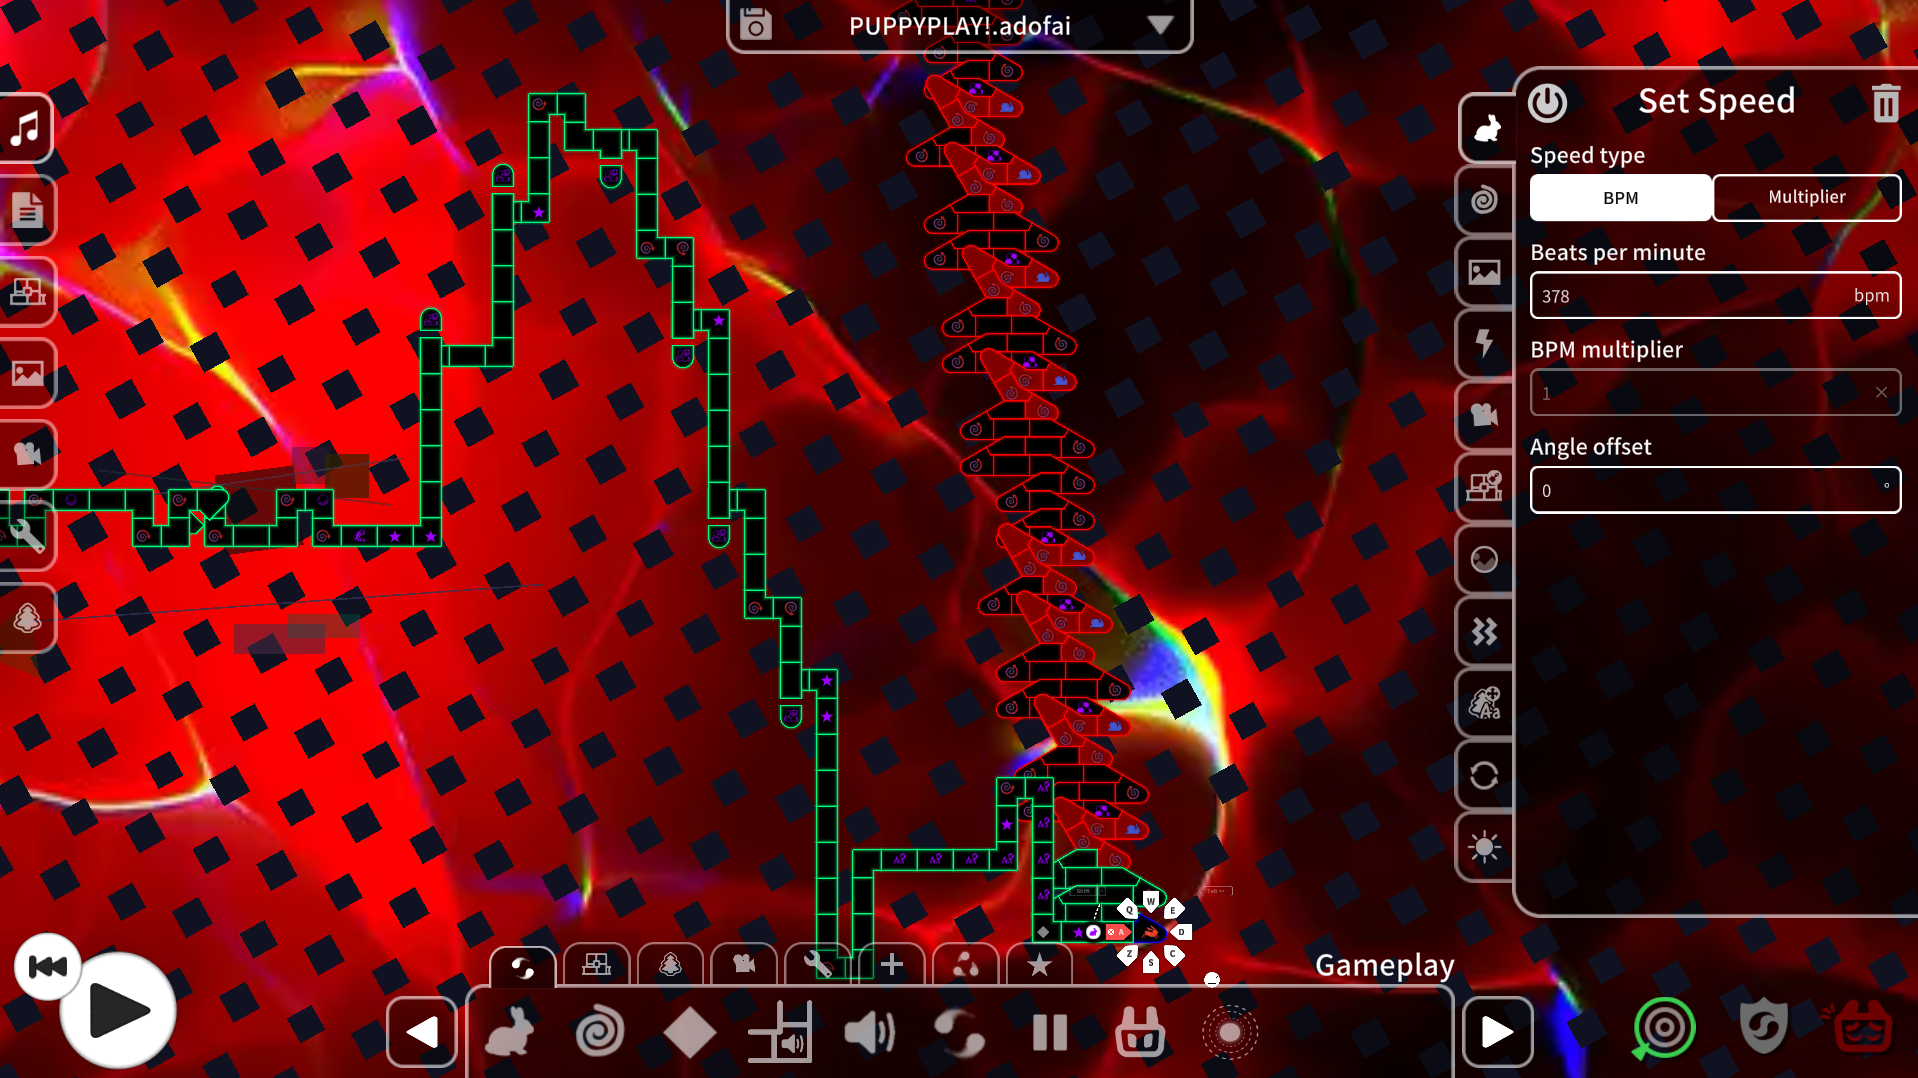 PUPPYPLAY!.adofai
Set Speed
Speed type
BPM
Multiplier
Beats per minute
378
bpm
BPM multiplier
1
Angle offset
0
°
Q
W
E
A
D
Z
S
C
Gameplay